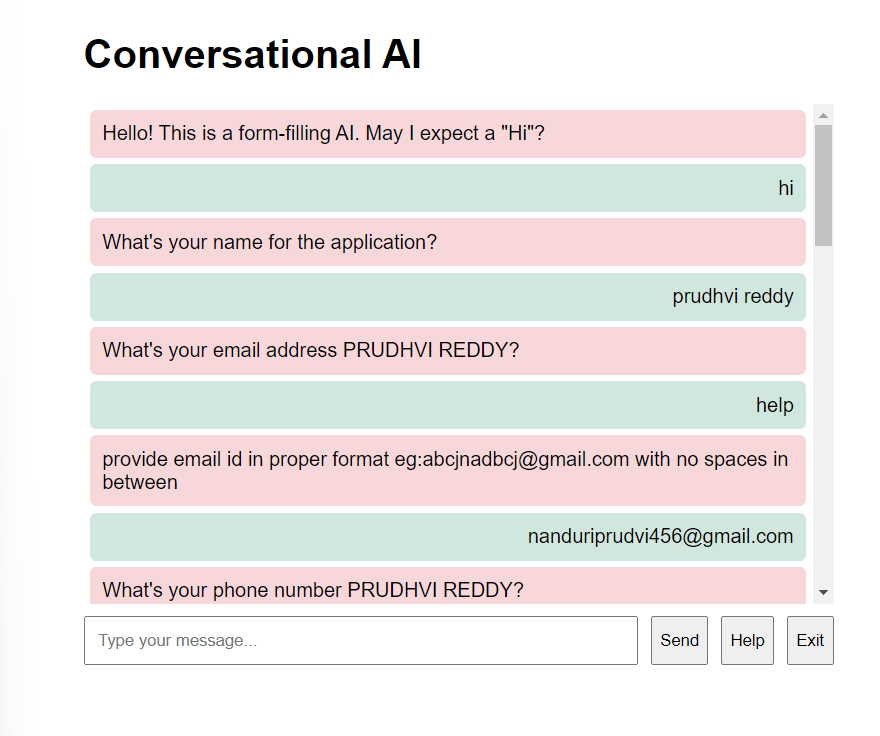 Conversational AI
Hello! This is a form-filling AI. May I expect a "Hi"?
hi
What's your name for the application?
prudhvi reddy
What's your email address PRUDHVI REDDY?
help
provide email id in proper format eg:abcjnadbcj@gmail.com with no spaces in
between
nanduriprudvi456@gmail.com
What's your phone number PRUDHVI REDDY?
Type your message... Send Help Exit